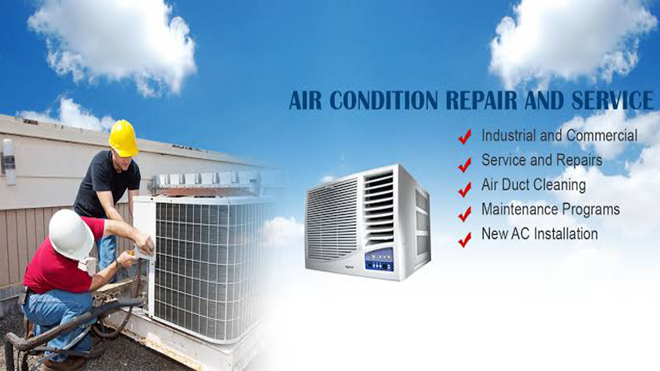 AIR CONDITION REPAIR AND SERVICE
Industrial and Commercial
Service and Repairs
Air Duct Cleaning
Maintenance Programs
New AC Installation